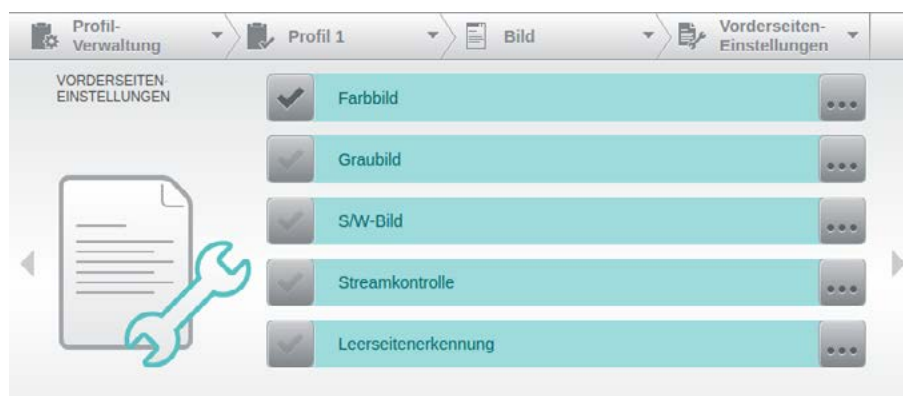 Profil-
Verwaltung
Profil 1
Bild
Vorderseiten-
Einstellungen
VORDERSEITEN-
EINSTELLUNGEN
Farbbild
Graubild
S/W-Bild
Streamkontrolle
Leerseitenerkennung